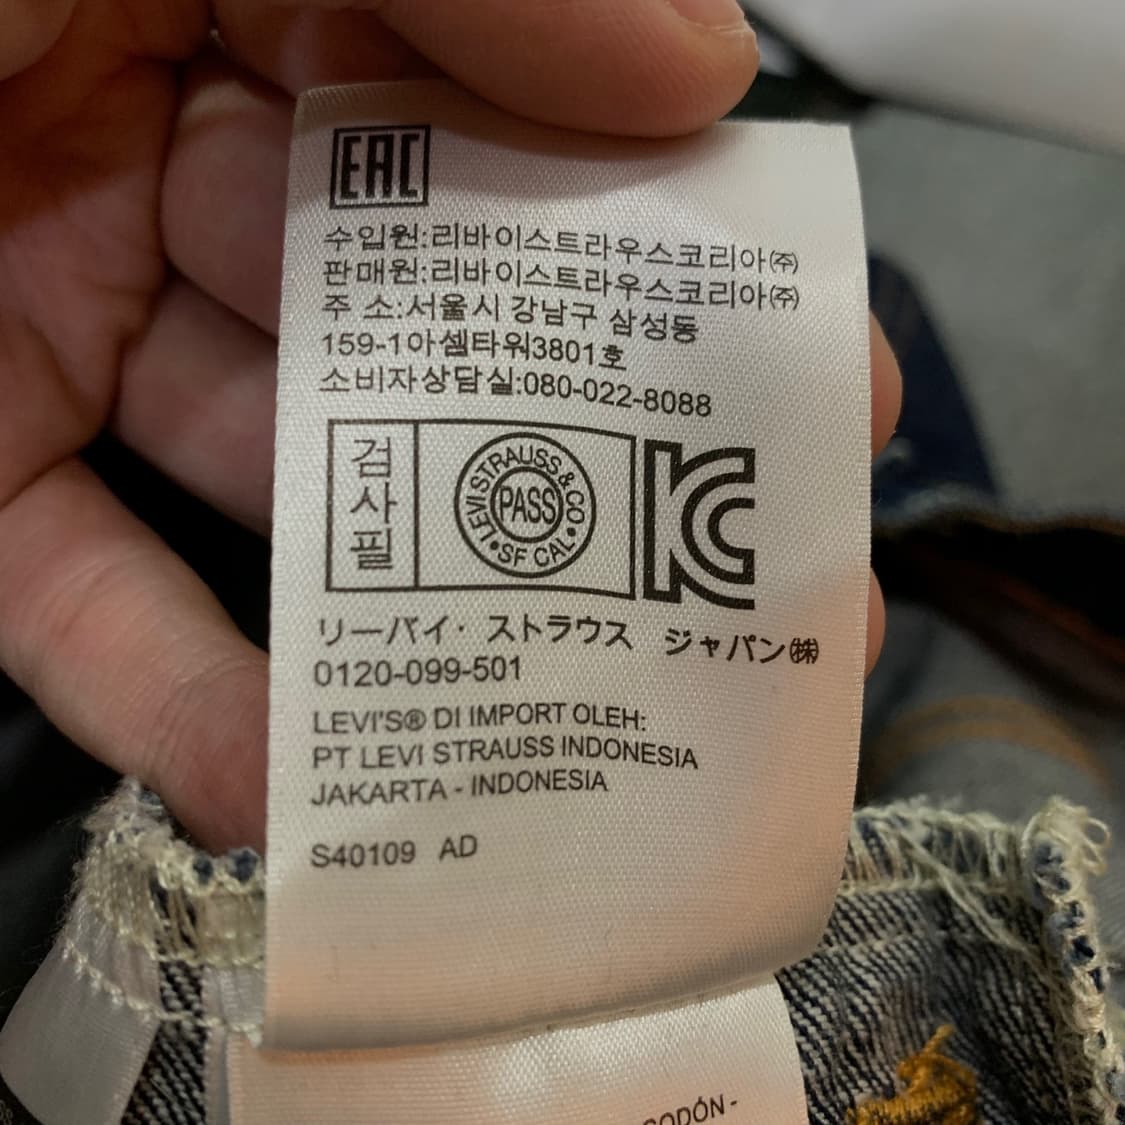 EAC
수입원:리바이스트라우스코리아㈜
판매원:리바이스트라우스코리아㈜
주 소:서울시 강남구 삼성동
159-1아셈타워3801호
소비자상담실:080-022-8088
검사필
LEVI STRAUSS & CO
PASS
• SF CAL •
KC
リーバイ・ストラウス ジャパン㈱
0120-099-501
LEVI'S® DI IMPORT OLEH:
PT LEVI STRAUSS INDONESIA
JAKARTA - INDONESIA
S40109 AD